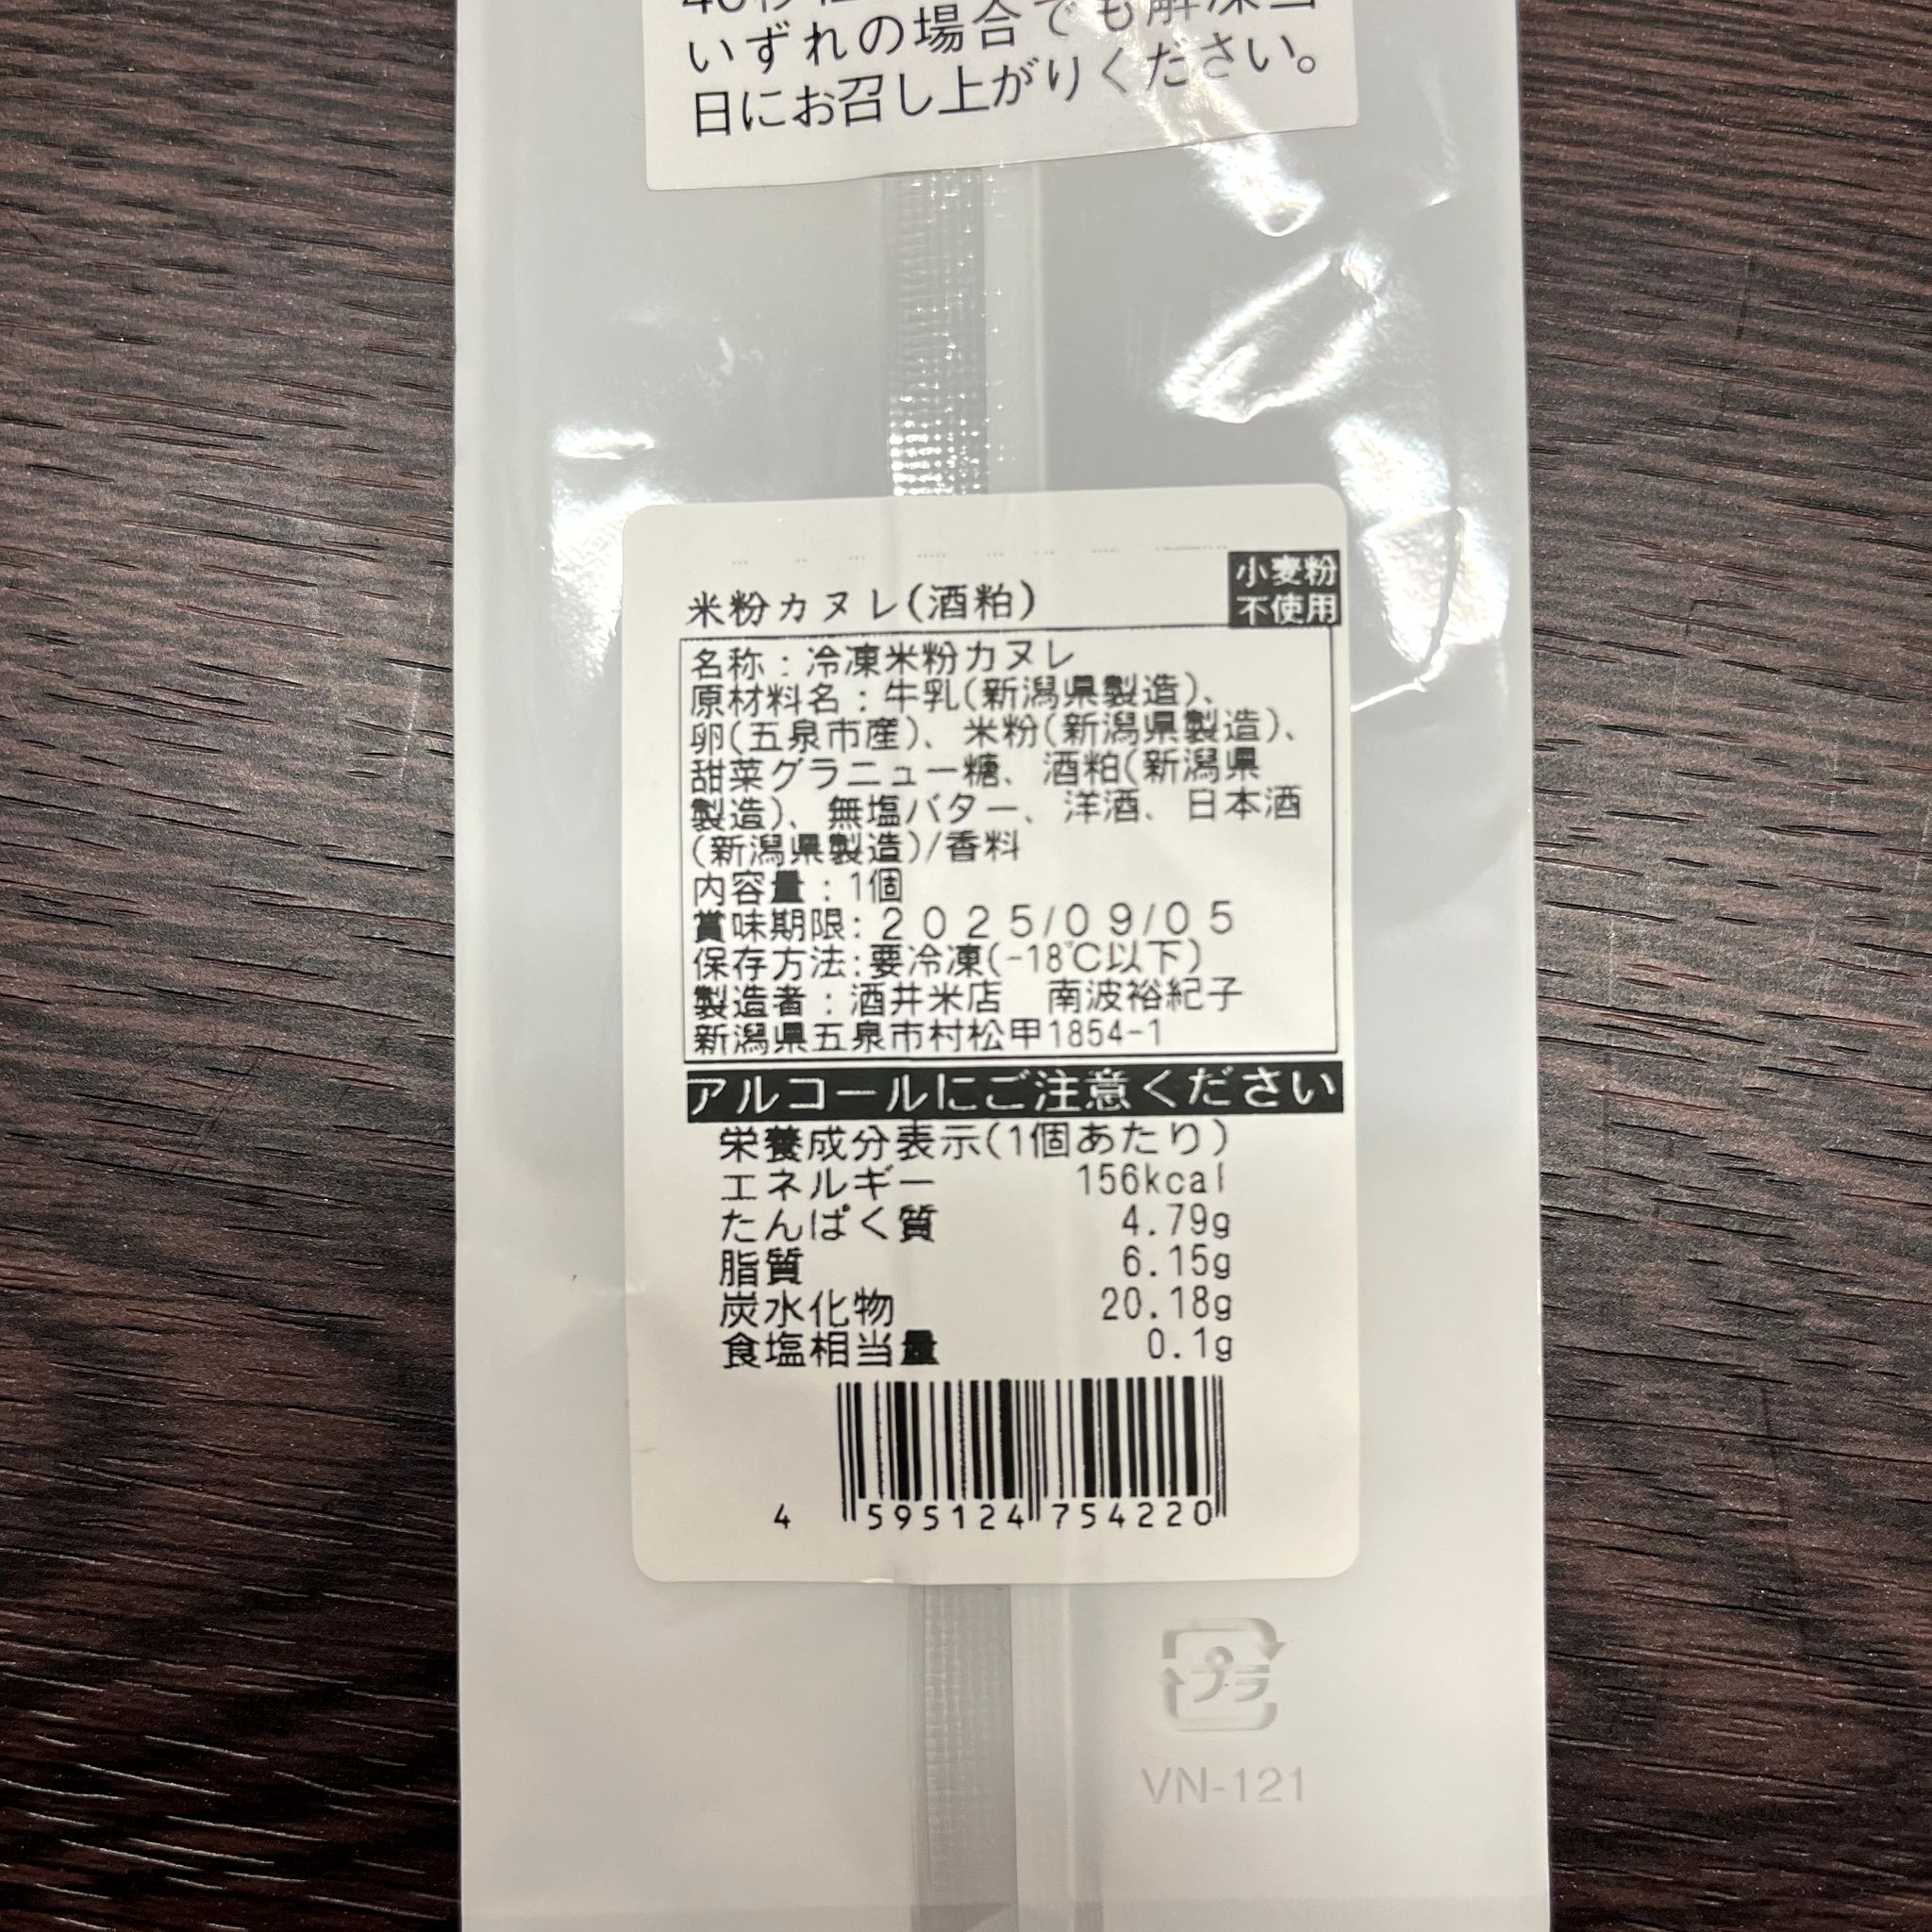 いずれの場合でも解凍当
日にお召し上がりください。
米粉カヌレ(酒粕)
小麦粉
不使用
名称:冷凍米粉カヌレ
原材料名:牛乳(新潟県製造)、
卵(五泉市産)、米粉(新潟県製造)、
甜菜グラニュー糖、酒粕(新潟県
製造)、無塩バター、洋酒、日本酒
(新潟県製造)/香料
内容量:1個
賞味期限:2025/09/05
保存方法:要冷凍(-18℃以下)
製造者:酒井米店 南波裕紀子
新潟県五泉市村松甲1854-1
アルコールにご注意ください
栄養成分表示(1個あたり)
エネルギー 156kcal
たんぱく質 4.79g
脂質 6.15g
炭水化物 20.18g
食塩相当量 0.1g
4 595124 754220
プラ
VN-121